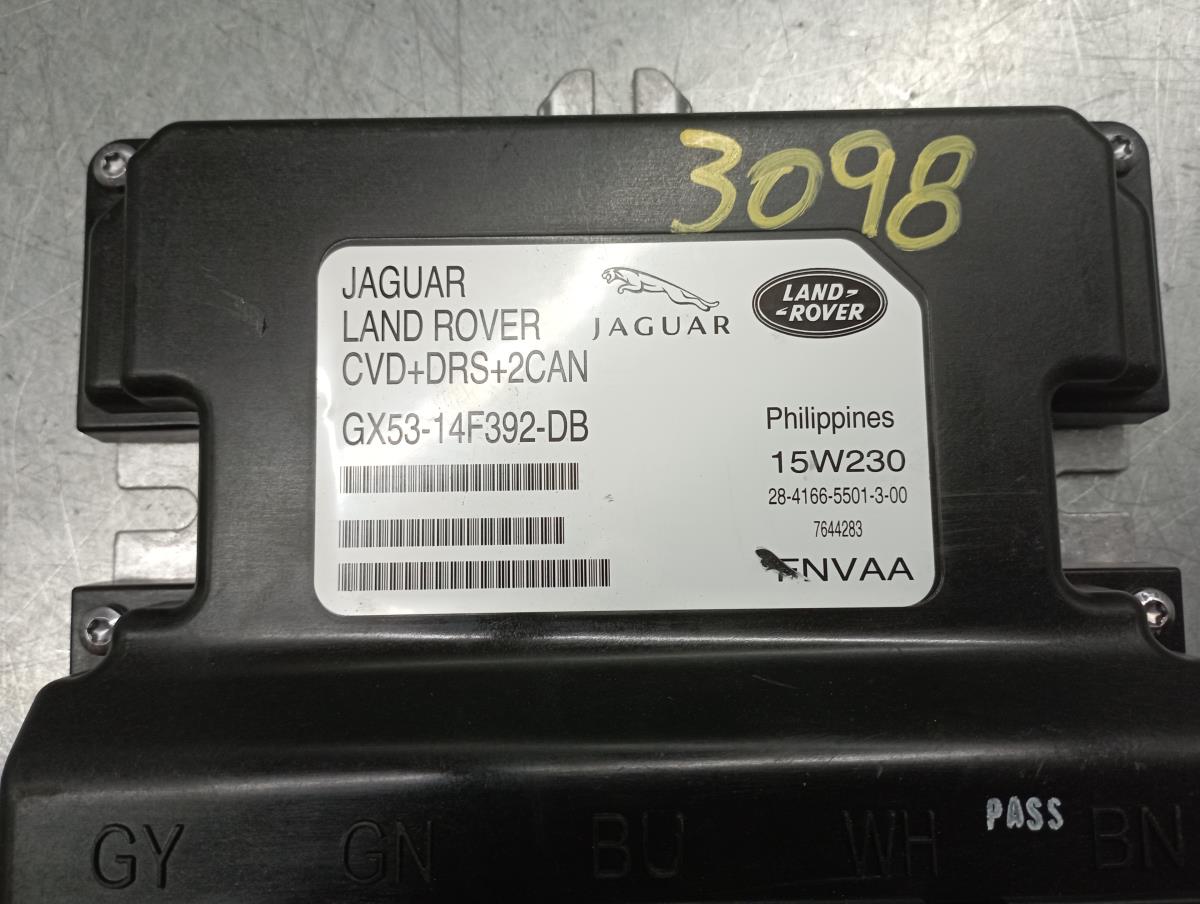 3098
JAGUAR
LAND ROVER
CVD+DRS+2CAN
GX53-14F392-DB
JAGUAR
LAND-
-ROVER
Philippines
15W230
28-4166-5501-3-00
7644283
FNVAA
PASS
GY GN BU WH BN